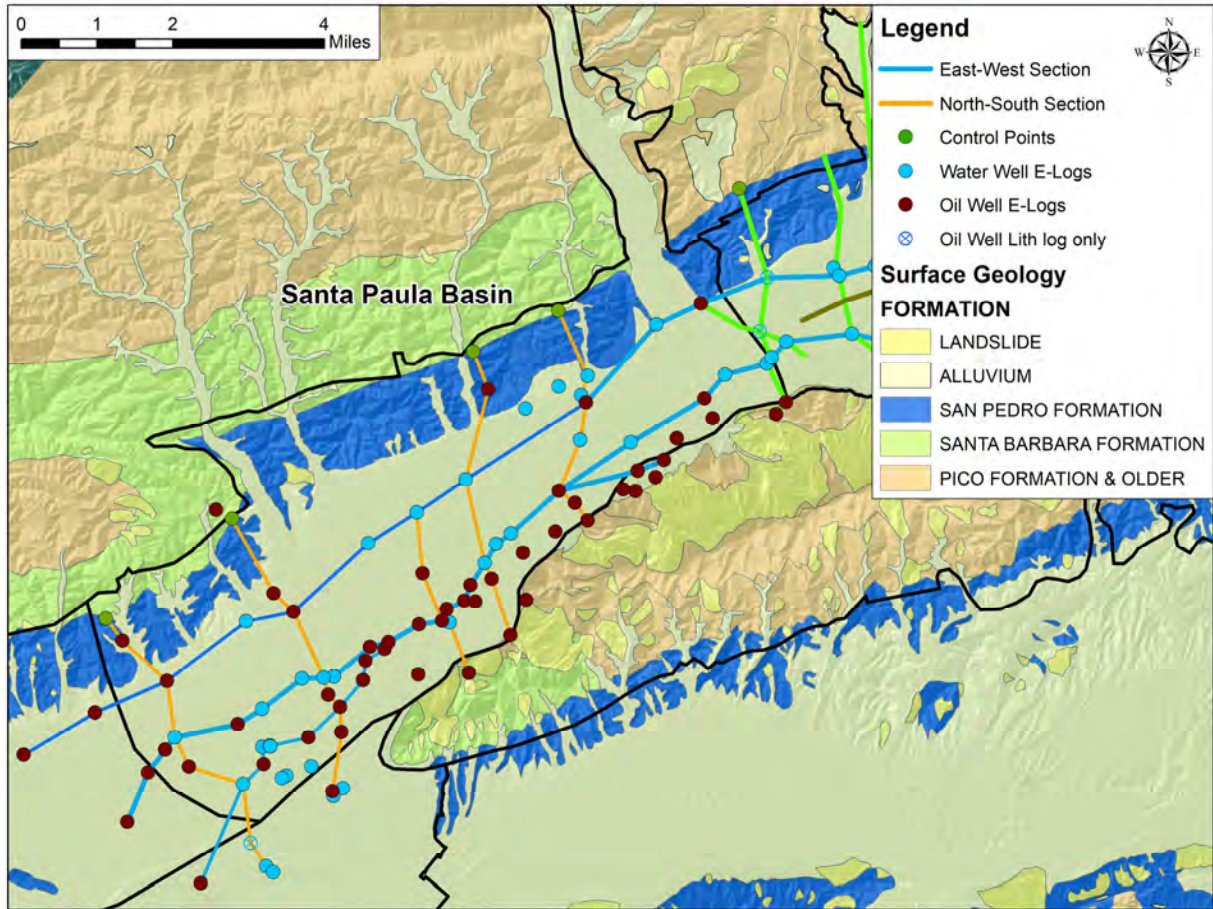 0 2 4
Miles
Legend
N
W E
S
East-West Section
North-South Section
Control Points
Water Well E-Logs
Oil Well E-Logs
Oil Well Lith log only
Surface Geology
FORMATION
LANDSLIDE
ALLUVIUM
SAN PEDRO FORMATION
SANTA BARBARA FORMATION
PICO FORMATION & OLDER
Santa Paula Basin